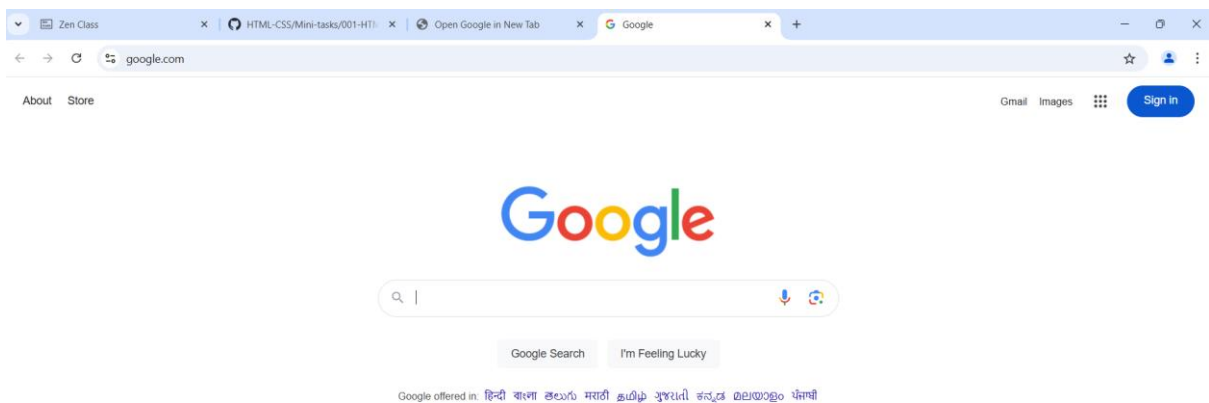 Zen Class HTML-CSS/Mini-tasks/001-HTM Open Google in New Tab G Google
google.com
About Store Gmail Images Sign in
Google
Google Search I'm Feeling Lucky
Google offered in: हिन्दी বাংলা తెలుగు मराठी தமிழ் ગુજરાતી ಕನ್ನಡ മലയാളം ਪੰਜਾਬੀ